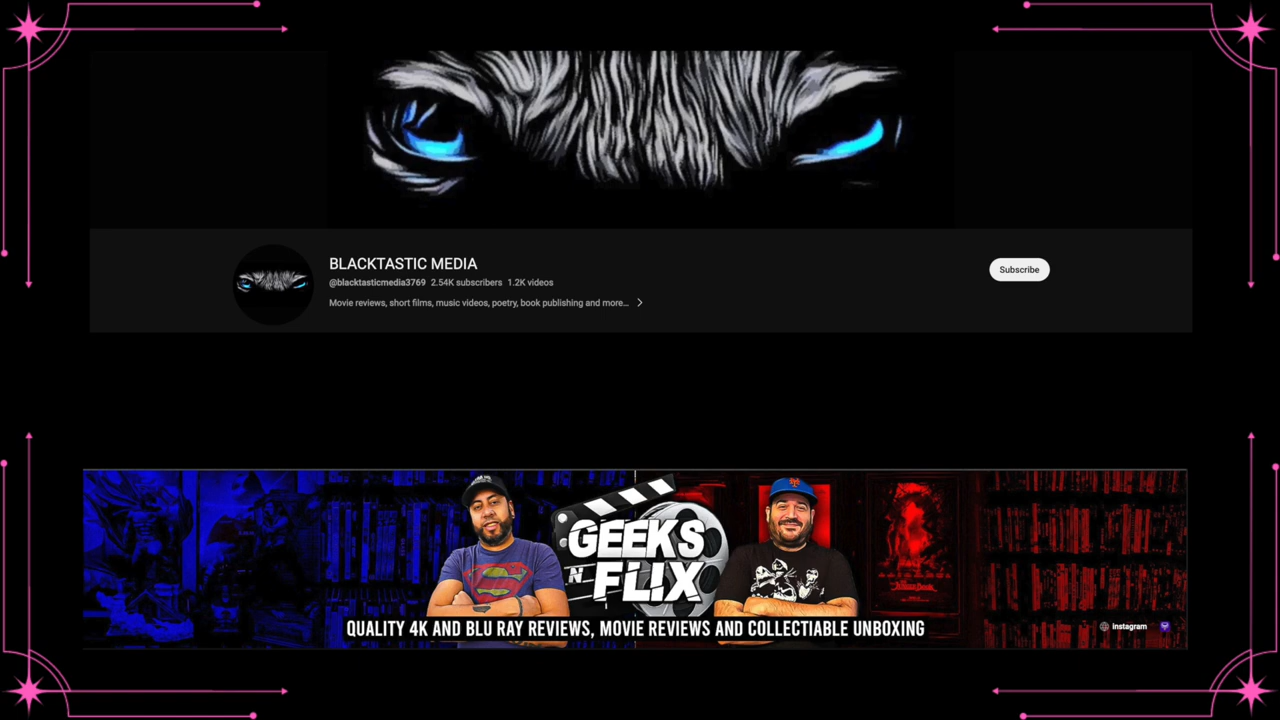 BLACKTASTIC MEDIA
@blacktasticmedia3769 2.54K subscribers 1.2K videos
Movie reviews, short films, music videos, poetry, book publishing and more...
Subscribe
GEEKS
N FLIX
QUALITY 4K AND BLU RAY REVIEWS, MOVIE REVIEWS AND COLLECTIABLE UNBOXING
instagram